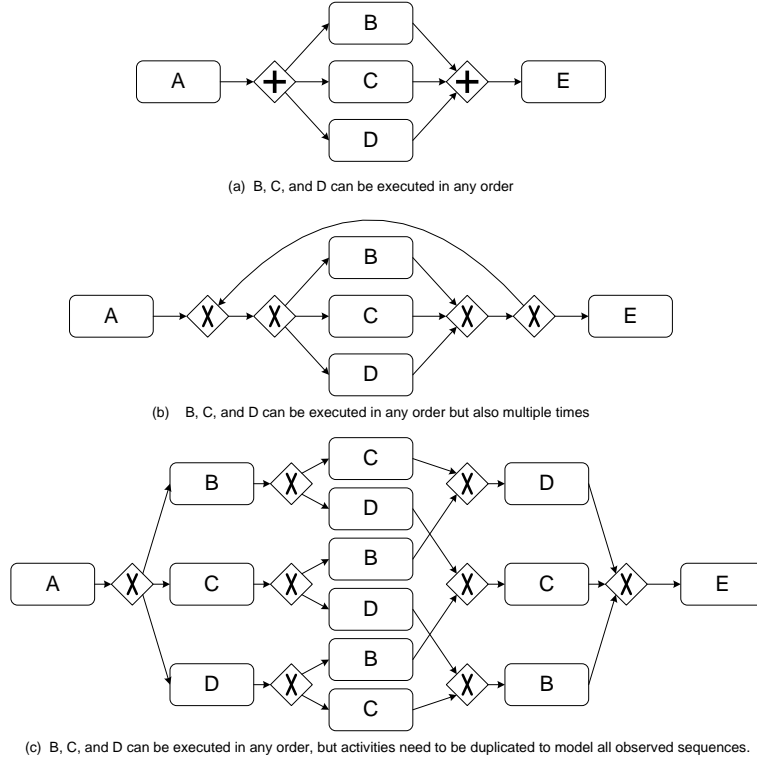 B
A
C
E
D
(a) B, C, and D can be executed in any order
B
A
X
X
C
X
X
E
D
(b) B, C, and D can be executed in any order but also multiple times
C
B
X
X
D
D
B
A
X
C
X
X
C
X
E
D
B
D
X
X
B
C
(c) B, C, and D can be executed in any order, but activities need to be duplicated to model all observed sequences.